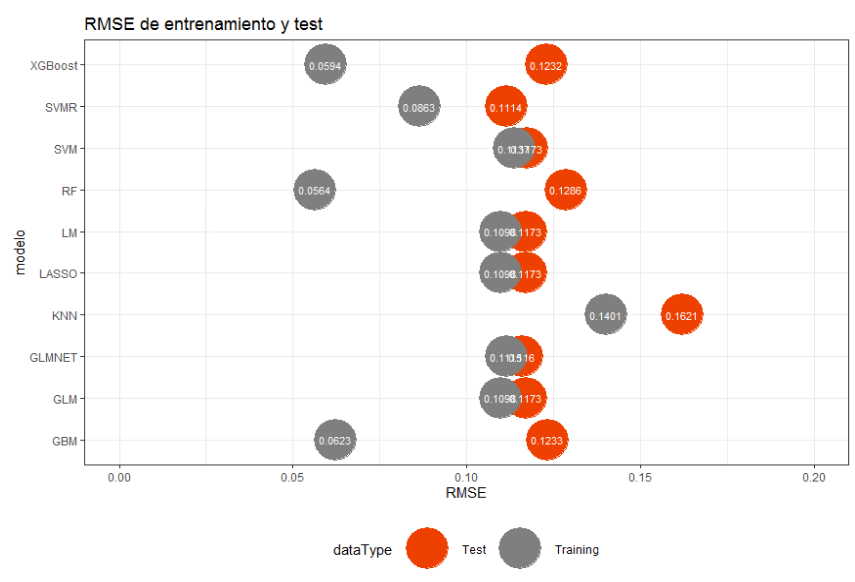 RMSE de entrenamiento y test
XGBoost 0.0594 0.1232
SVMR 0.0863 0.1114
SVM
RF 0.0564 0.1286
LM 0.1173
LASSO 0.1173
KNN 0.1401 0.1621
GLMNET
GLM 0.1173
GBM 0.0623 0.1233
modelo
0.00 0.05 0.10 0.15 0.20
RMSE
dataType Test Training